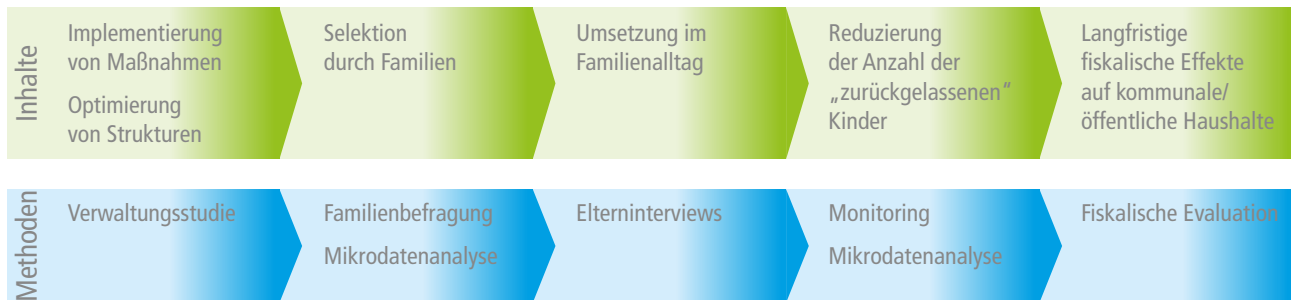 Inhalte
Implementierung
von Maßnahmen
Optimierung
von Strukturen
Selektion
durch Familien
Umsetzung im
Familienalltag
Reduzierung
der Anzahl der
„zurückgelassenen“
Kinder
Langfristige
fiskalische Effekte
auf kommunale/
öffentliche Haushalte
Methoden
Verwaltungsstudie
Familienbefragung
Mikrodatenanalyse
Elterninterviews
Monitoring
Mikrodatenanalyse
Fiskalische Evaluation